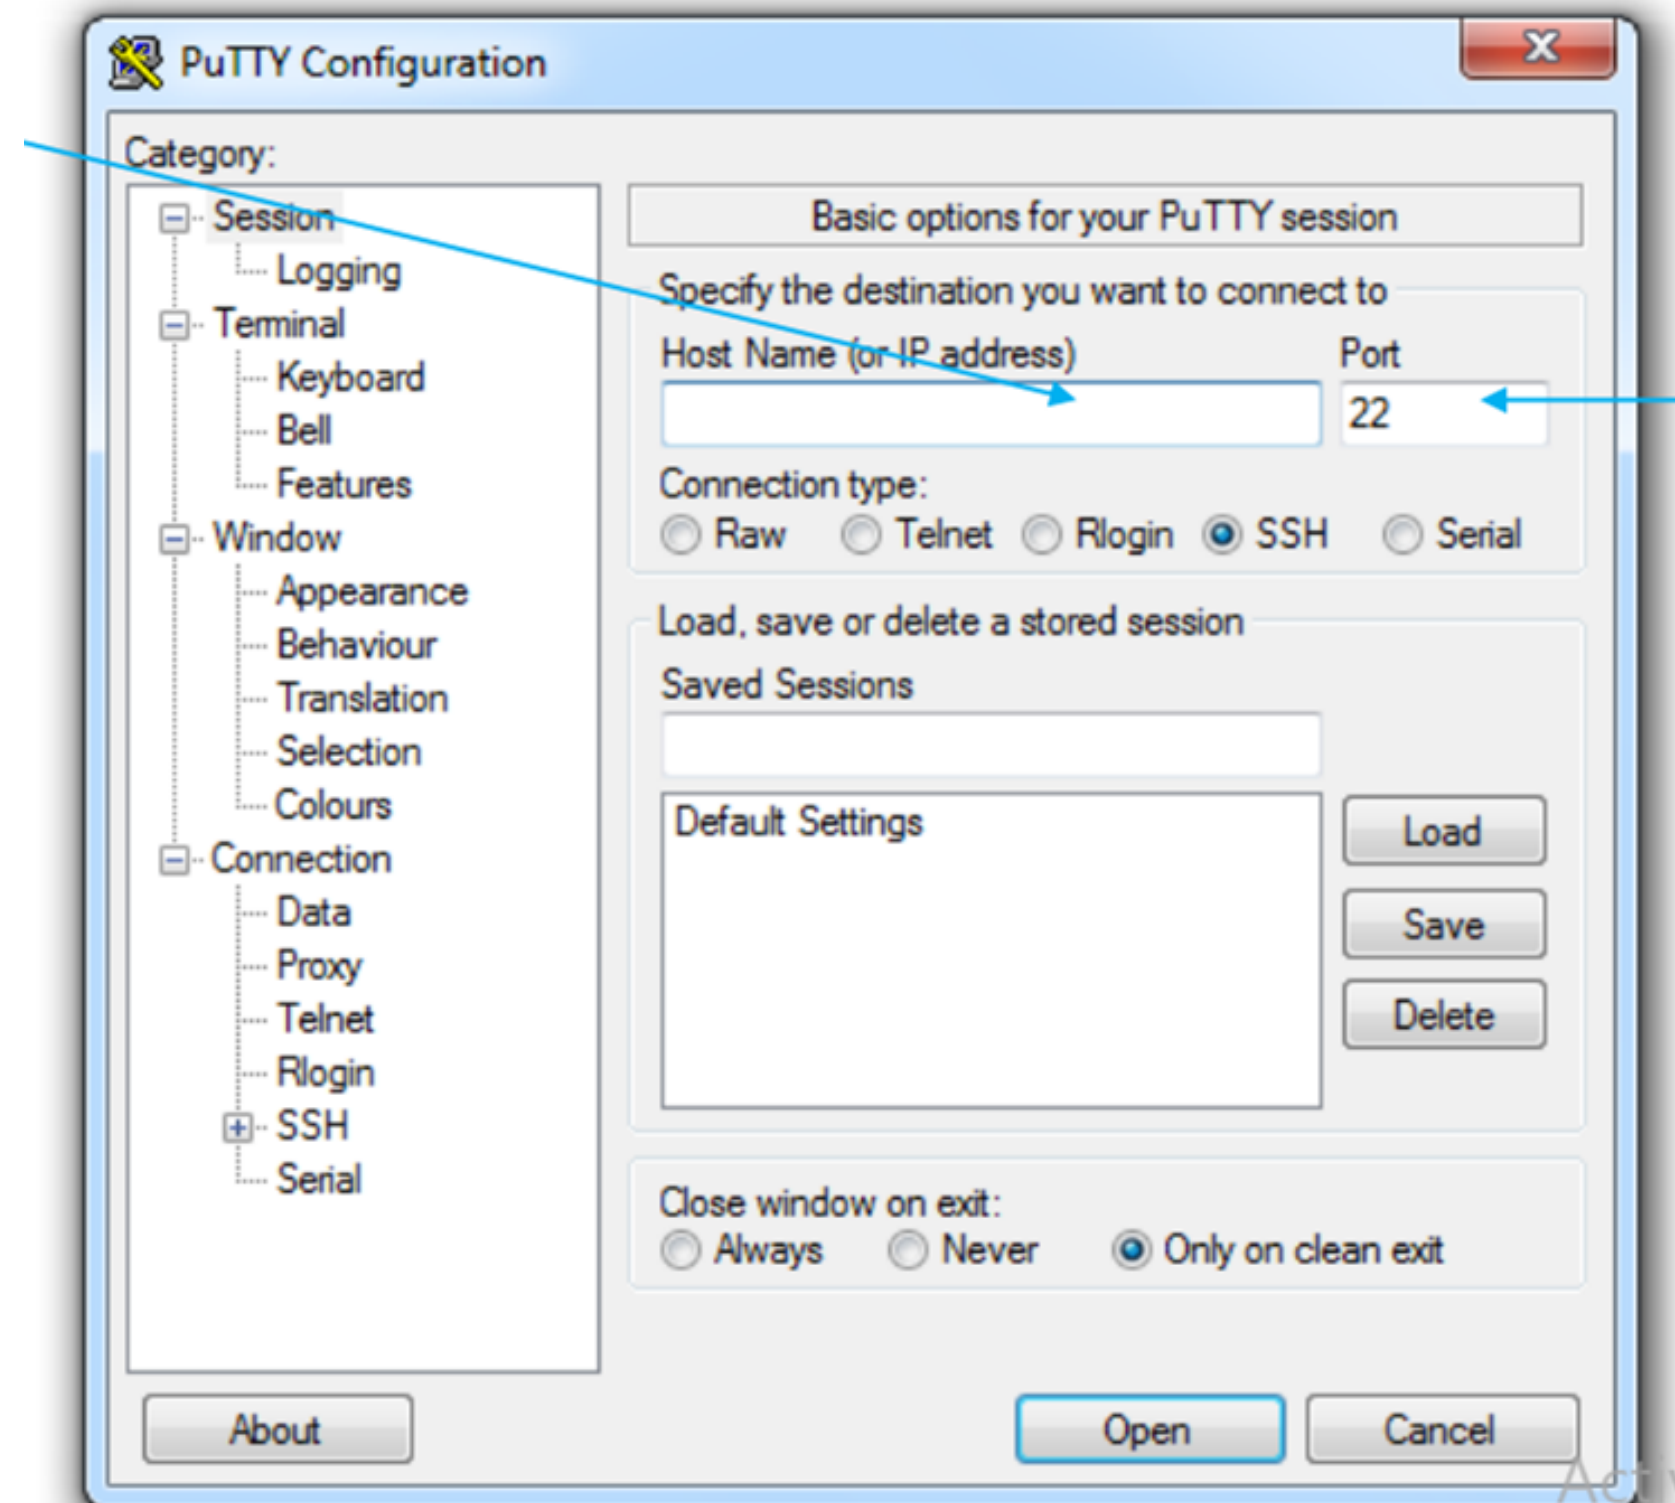 PuTTY Configuration
X
Category:
Session
Logging
Terminal
Keyboard
Bell
Features
Window
Appearance
Behaviour
Translation
Selection
Colours
Connection
Data
Proxy
Telnet
Rlogin
SSH
Serial
Basic options for your PuTTY session
Specify the destination you want to connect to
Host Name (or IP address) Port
22
Connection type:
Raw Telnet Rlogin SSH Serial
Load, save or delete a stored session
Saved Sessions
Default Settings
Load
Save
Delete
Close window on exit:
Always Never Only on clean exit
About Open Cancel